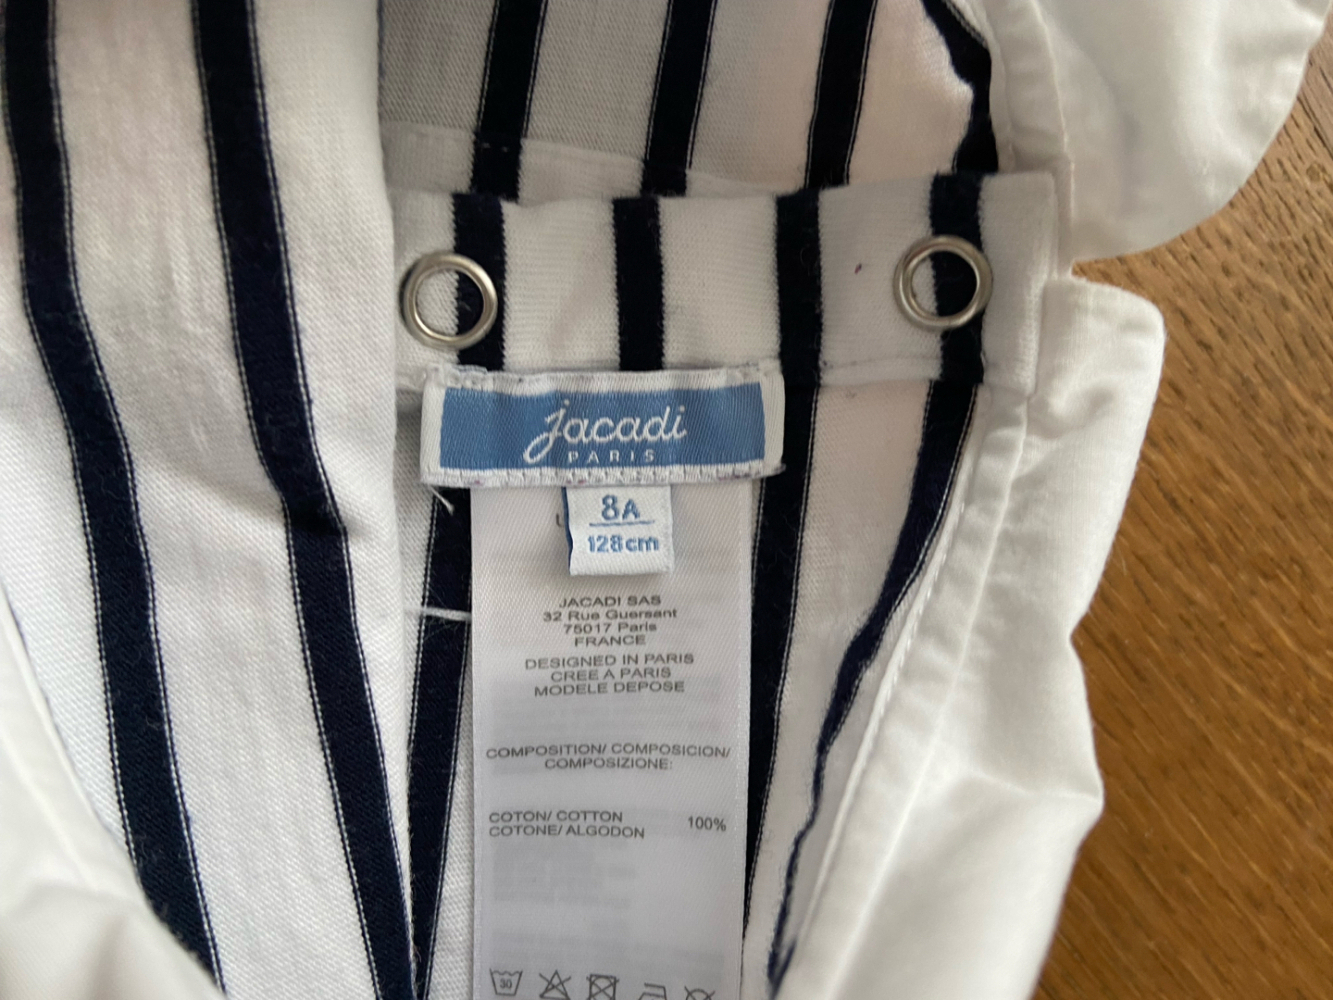 jacadi
PARIS
8A
128cm
JACADI SAS
32 Rue Guersant
75017 Paris
FRANCE
DESIGNED IN PARIS
CREE A PARIS
MODELE DEPOSE
COMPOSITION/ COMPOSICION/
COMPOSIZIONE:
COTON/ COTTON 100%
COTONE/ ALGODON
30